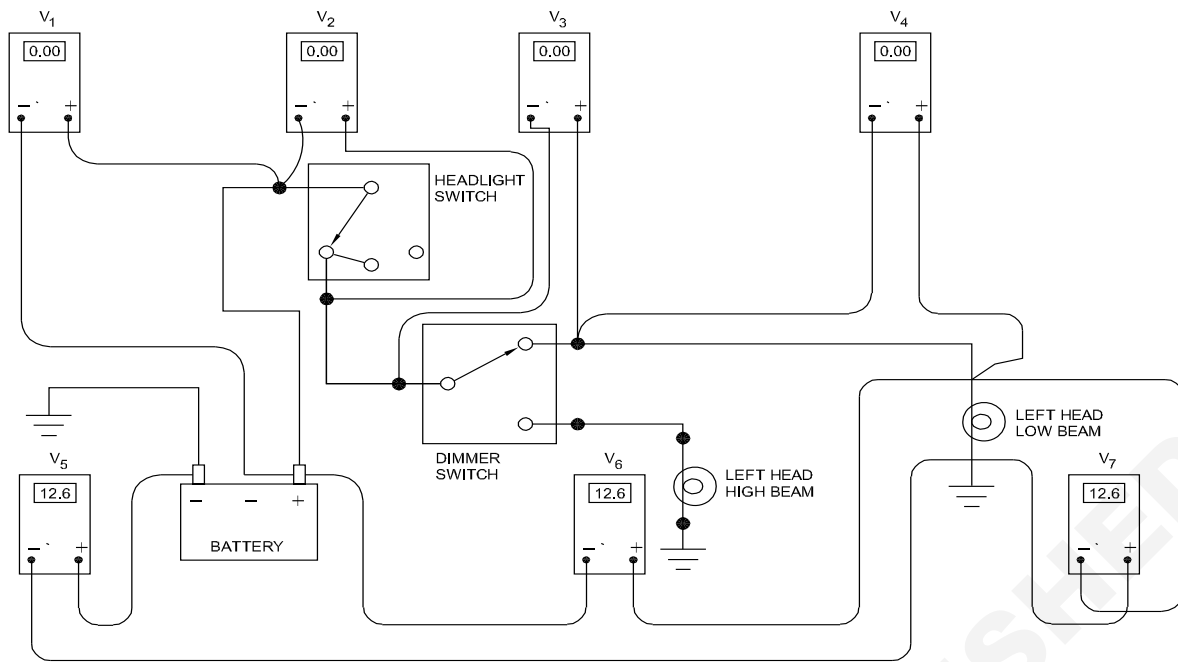 V1
V2
V3
V4
0.00
0.00
0.00
0.00
− ` +
− ` +
− ` +
− ` +
HEADLIGHT
SWITCH
DIMMER
SWITCH
LEFT HEAD
LOW BEAM
LEFT HEAD
HIGH BEAM
V5
V6
V7
12.6
12.6
12.6
− − +
BATTERY
− ` +
− ` +
− ` +
SHED